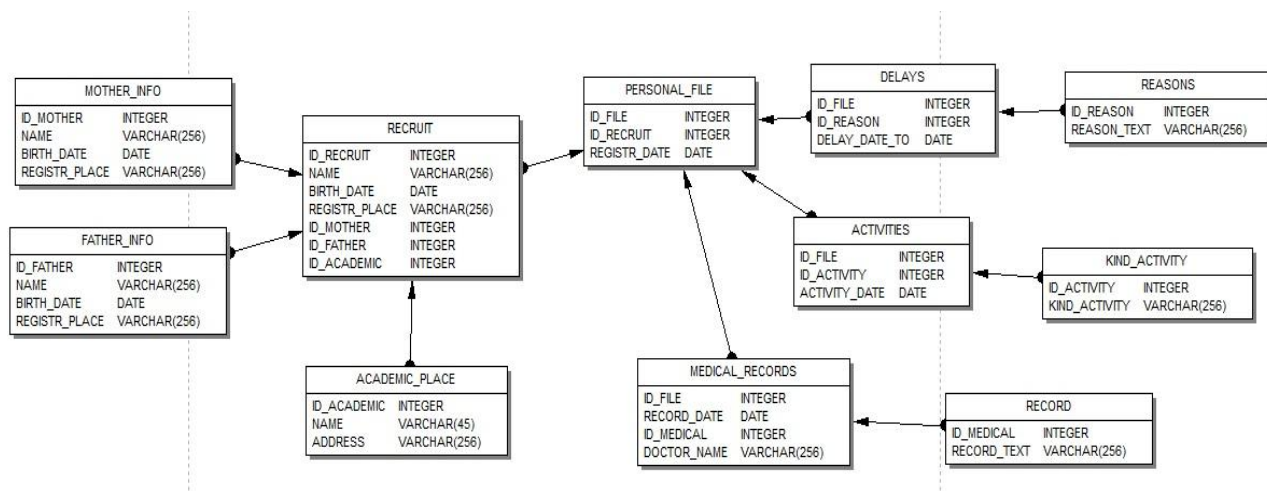 MOTHER_INFO
ID_MOTHER INTEGER
NAME VARCHAR(256)
BIRTH_DATE DATE
REGISTR_PLACE VARCHAR(256)
FATHER_INFO
ID_FATHER INTEGER
NAME VARCHAR(256)
BIRTH_DATE DATE
REGISTR_PLACE VARCHAR(256)
RECRUIT
ID_RECRUIT INTEGER
NAME VARCHAR(256)
BIRTH_DATE DATE
REGISTR_PLACE VARCHAR(256)
ID_MOTHER INTEGER
ID_FATHER INTEGER
ID_ACADEMIC INTEGER
ACADEMIC_PLACE
ID_ACADEMIC INTEGER
NAME VARCHAR(45)
ADDRESS VARCHAR(256)
PERSONAL_FILE
ID_FILE INTEGER
ID_RECRUIT INTEGER
REGISTR_DATE DATE
DELAYS
ID_FILE INTEGER
ID_REASON INTEGER
DELAY_DATE_TO DATE
REASONS
ID_REASON INTEGER
REASON_TEXT VARCHAR(256)
ACTIVITIES
ID_FILE INTEGER
ID_ACTIVITY INTEGER
ACTIVITY_DATE DATE
KIND_ACTIVITY
ID_ACTIVITY INTEGER
KIND_ACTIVITY VARCHAR(256)
MEDICAL_RECORDS
ID_FILE INTEGER
RECORD_DATE DATE
ID_MEDICAL INTEGER
DOCTOR_NAME VARCHAR(256)
RECORD
ID_MEDICAL INTEGER
RECORD_TEXT VARCHAR(256)